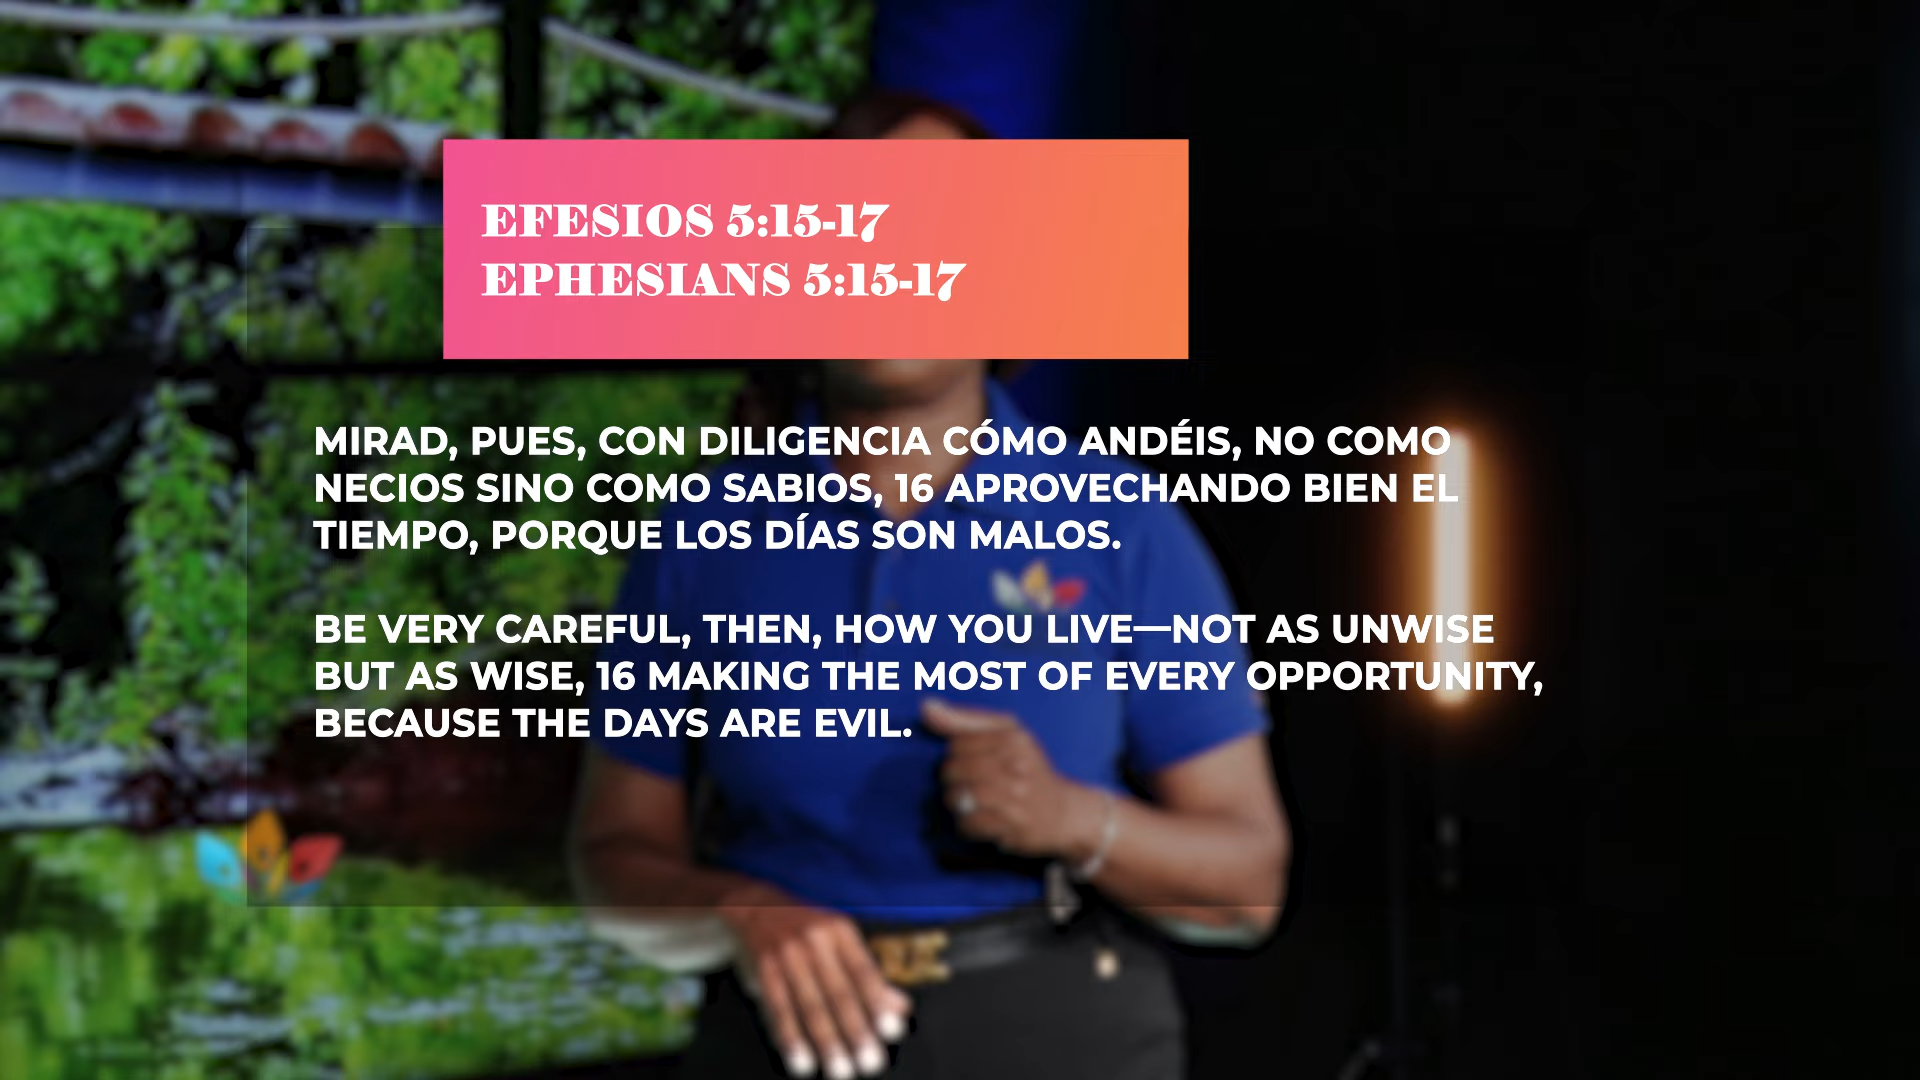 EFESIOS 5:15-17
EPHESIANS 5:15-17
MIRAD, PUES, CON DILIGENCIA CÓMO ANDÉIS, NO COMO
NECIOS SINO COMO SABIOS, 16 APROVECHANDO BIEN EL
TIEMPO, PORQUE LOS DÍAS SON MALOS.
BE VERY CAREFUL, THEN, HOW YOU LIVE—NOT AS UNWISE
BUT AS WISE, 16 MAKING THE MOST OF EVERY OPPORTUNITY,
BECAUSE THE DAYS ARE EVIL.